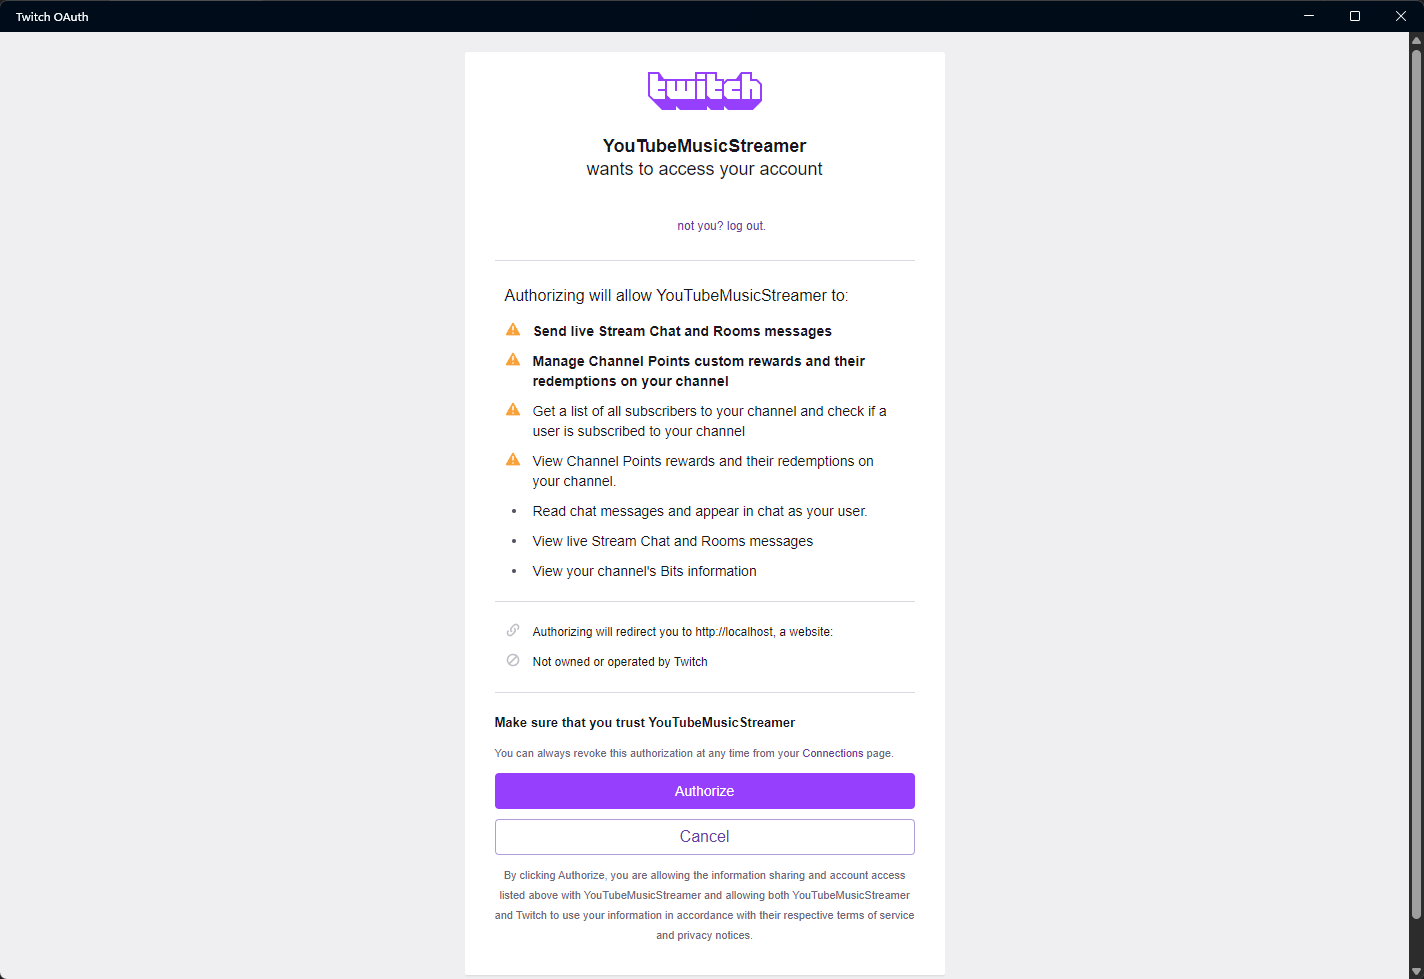 Twitch OAuth
twitch
YouTubeMusicStreamer
wants to access your account
not you? log out.
Authorizing will allow YouTubeMusicStreamer to:
Send live Stream Chat and Rooms messages
Manage Channel Points custom rewards and their
redemptions on your channel
Get a list of all subscribers to your channel and check if a
user is subscribed to your channel
View Channel Points rewards and their redemptions on
your channel.
• Read chat messages and appear in chat as your user.
• View live Stream Chat and Rooms messages
• View your channel's Bits information
Authorizing will redirect you to http://localhost, a website:
Not owned or operated by Twitch
Make sure that you trust YouTubeMusicStreamer
You can always revoke this authorization at any time from your Connections page.
Authorize
Cancel
By clicking Authorize, you are allowing the information sharing and account access
listed above with YouTubeMusicStreamer and allowing both YouTubeMusicStreamer
and Twitch to use your information in accordance with their respective terms of service
and privacy notices.